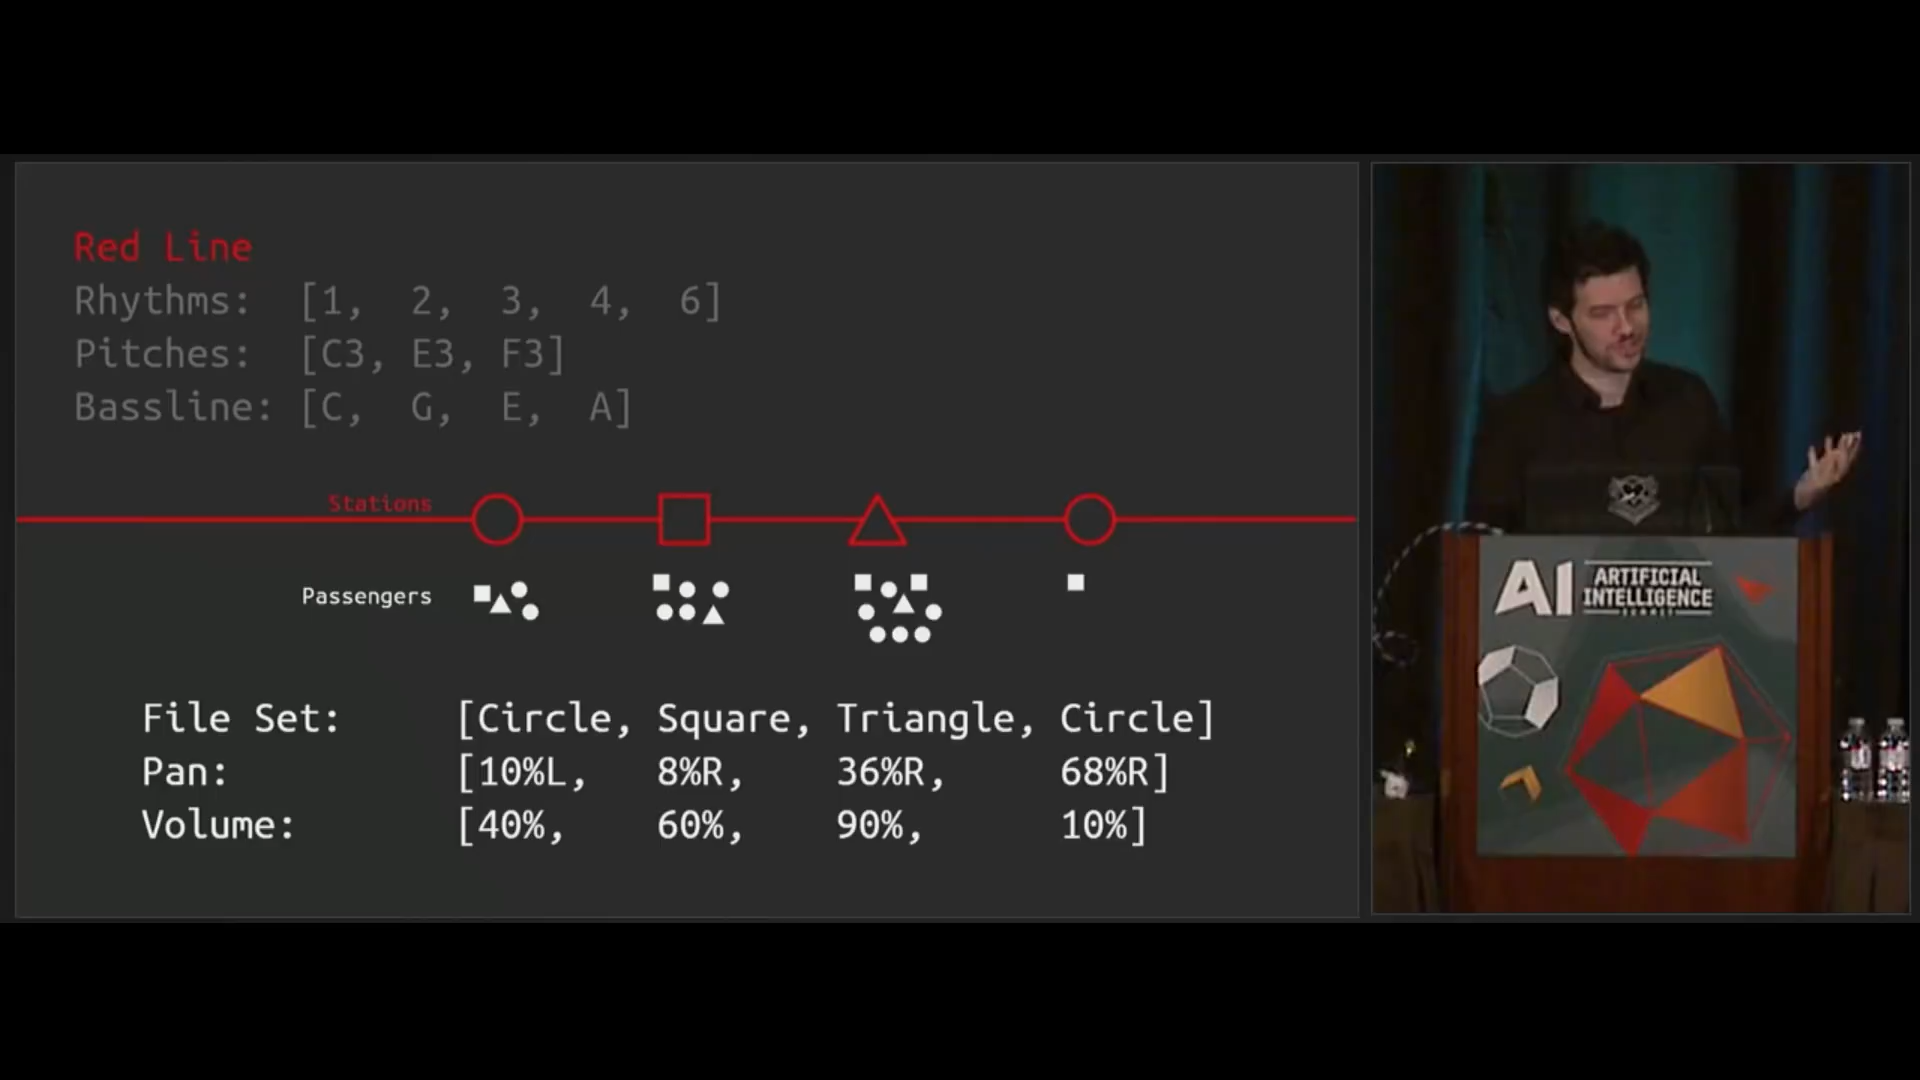 Red Line
Rhythms: [1, 2, 3, 4, 6]
Pitches: [C3, E3, F3]
Bassline: [C, G, E, A]
Stations
Passengers
File Set: [Circle, Square, Triangle, Circle]
Pan: [10%L, 8%R, 36%R, 68%R]
Volume: [40%, 60%, 90%, 10%]
AI ARTIFICIAL
INTELLIGENCE
SUMMIT